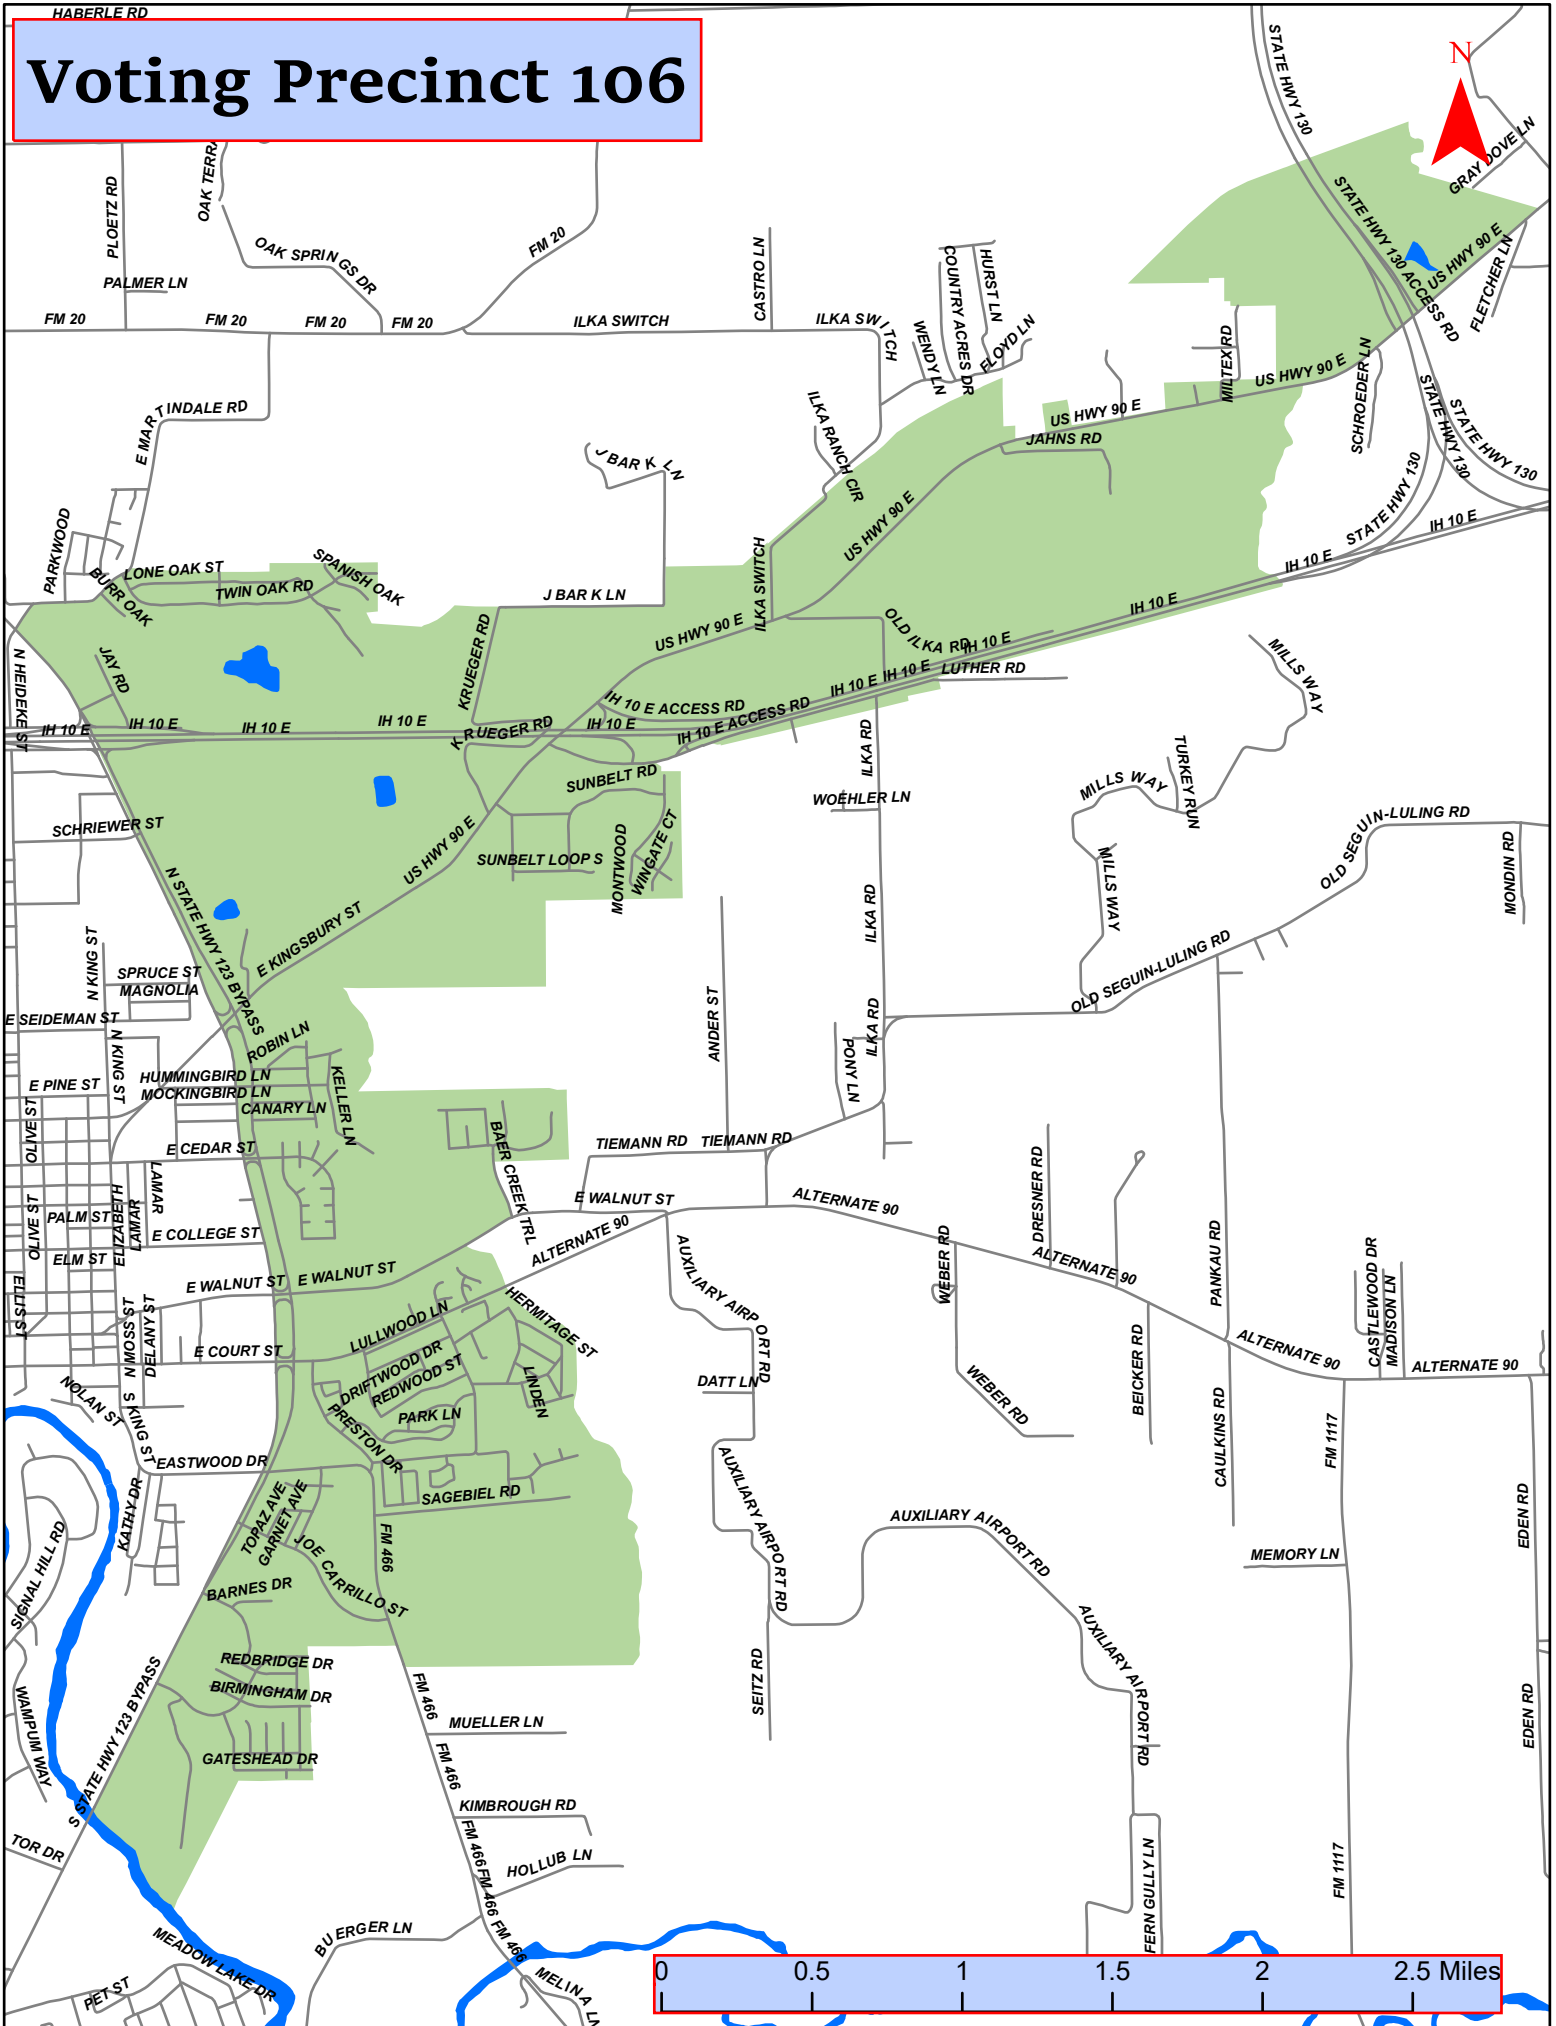 HABERLE RD
Voting Precinct 106
N
STATE HWY 130
GRAY DOVE LN
PLOETZ RD
OAK TERRA
OAK SPRINGS DR
FM 20
PALMER LN
CASTRO LN
COUNTRY ACRES DR
HURST LN
STATE HWY 130 ACCESS RD
US HWY 90 E
FLETCHER LN
FM 20
FM 20
FM 20
FM 20
ILKA SWITCH
ILKA SWITCH
WENDY LN
FLOYD LN
MILTEX RD
US HWY 90 E
SCHROEDER LN
STATE HWY 130
STATE HWY 130
E MARTINDALE RD
ILKA RANCH CIR
US HWY 90 E
JAHNS RD
J BAR K LN
STATE HWY 130
IH 10 E
US HWY 90 E
PARKWOOD
LONE OAK ST
SPANISH OAK
TWIN OAK RD
BURR OAK
J BAR K LN
ILKA SWITCH
IH 10 E
IH 10 E
OLD ILKA RD
IH 10 E
US HWY 90 E
KRUEGER RD
N HEIDEKE ST
JAY RD
LUTHER RD
IH 10 E
IH 10 E
MILLS WAY
IH 10 E ACCESS RD
IH 10 E ACCESS RD
IH 10 E
IH 10 E
IH 10 E
IH 10 E
IH 10 E
KRUEGER RD
ILKA RD
SUNBELT RD
WOEHLER LN
MILLS WAY
TURKEY RUN
OLD SEGUIN-LULING RD
MONDIN RD
SCHRIEWER ST
US HWY 90 E
SUNBELT LOOP S
MONTWOOD
WINGATE CT
MILLS WAY
N STATE HWY 123 BYPASS
E KINGSBURY ST
ILKA RD
OLD SEGUIN-LULING RD
N KING ST
SPRUCE ST
MAGNOLIA
E SEIDEMAN ST
ROBIN LN
ANDER ST
ILKA RD
PONY LN
N KING ST
HUMMINGBIRD LN
E PINE ST
MOCKINGBIRD LN
CANARY LN
KELLER LN
OLIVE ST
E CEDAR ST
BAER CREEK TRL
TIEMANN RD
TIEMANN RD
DRESNER RD
LAMAR
ELIZABETH
LAMAR
PALM ST
OLIVE ST
E COLLEGE ST
E WALNUT ST
ALTERNATE 90
ALTERNATE 90
ELM ST
E WALNUT ST
E WALNUT ST
AUXILIARY AIRPORT RD
WEBER RD
ALTERNATE 90
PANKAU RD
CASTLEWOOD DR
MADISON LN
ELLIS ST
N MOSS ST
DELANY ST
LULLWOOD LN
HERMITAGE ST
E COURT ST
DRIFTWOOD DR
REDWOOD ST
LINDEN
DATT LN
BEICKER RD
ALTERNATE 90
ALTERNATE 90
NOLAN ST
S KING ST
PARK LN
PRESTON DR
WEBER RD
CAULKINS RD
FM 1117
EASTWOOD DR
KATHY DR
TOPAZ AVE
GARNET AVE
SAGEBIEL RD
AUXILIARY AIRPORT RD
AUXILIARY AIRPORT RD
EDEN RD
SIGNAL HILL RD
FM 466
JOE CARRILLO ST
MEMORY LN
BARNES DR
AUXILIARY AIRPORT RD
REDBRIDGE DR
BIRMINGHAM DR
WAMPUM WAY
S STATE HWY 123 BYPASS
FM 466
SEITZ RD
MUELLER LN
EDEN RD
GATESHEAD DR
FM 466
KIMBROUGH RD
TOR DR
FM 466
HOLLUB LN
FM 466
FM 1117
FERN GULLY LN
BUERGER LN
FM 466
MEADOW LAKE DR
PET ST
MELINA LN
0 0.5 1 1.5 2 2.5 Miles